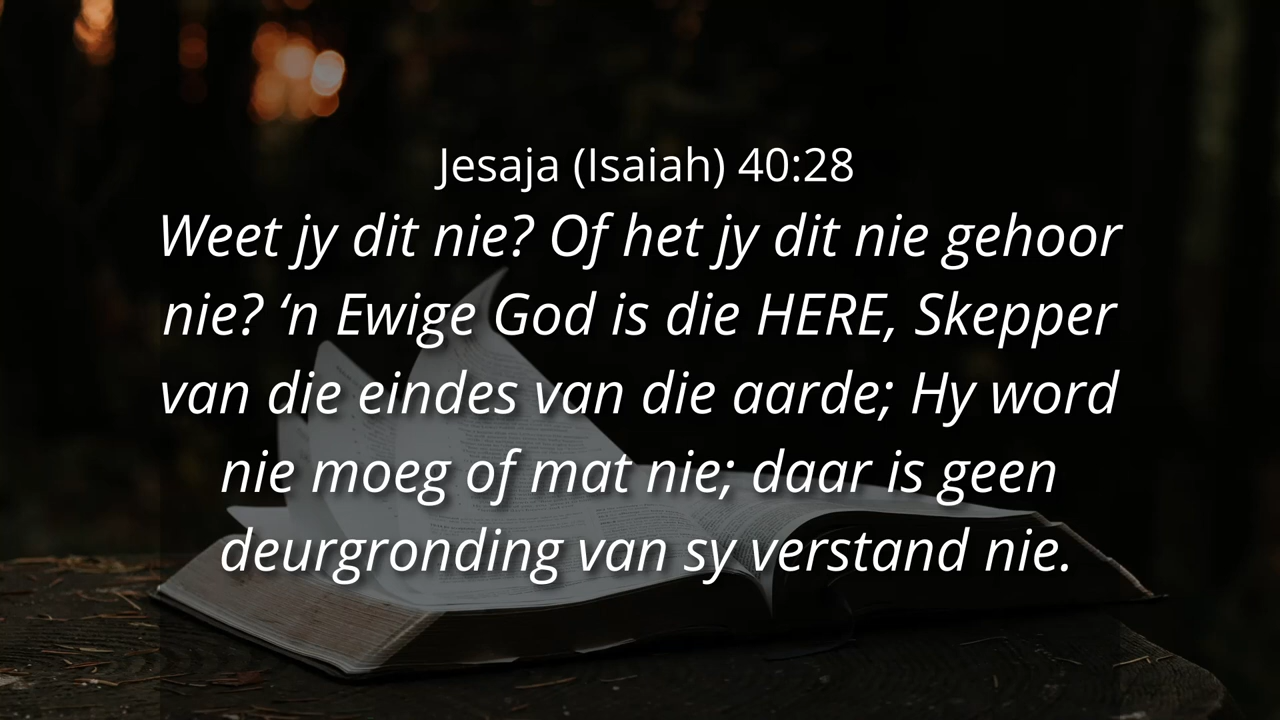 Jesaja (Isaiah) 40:28
Weet jy dit nie? Of het jy dit nie gehoor
nie? ‘n Ewige God is die HERE, Skepper
van die eindes van die aarde; Hy word
nie moeg of mat nie; daar is geen
deurgronding van sy verstand nie.